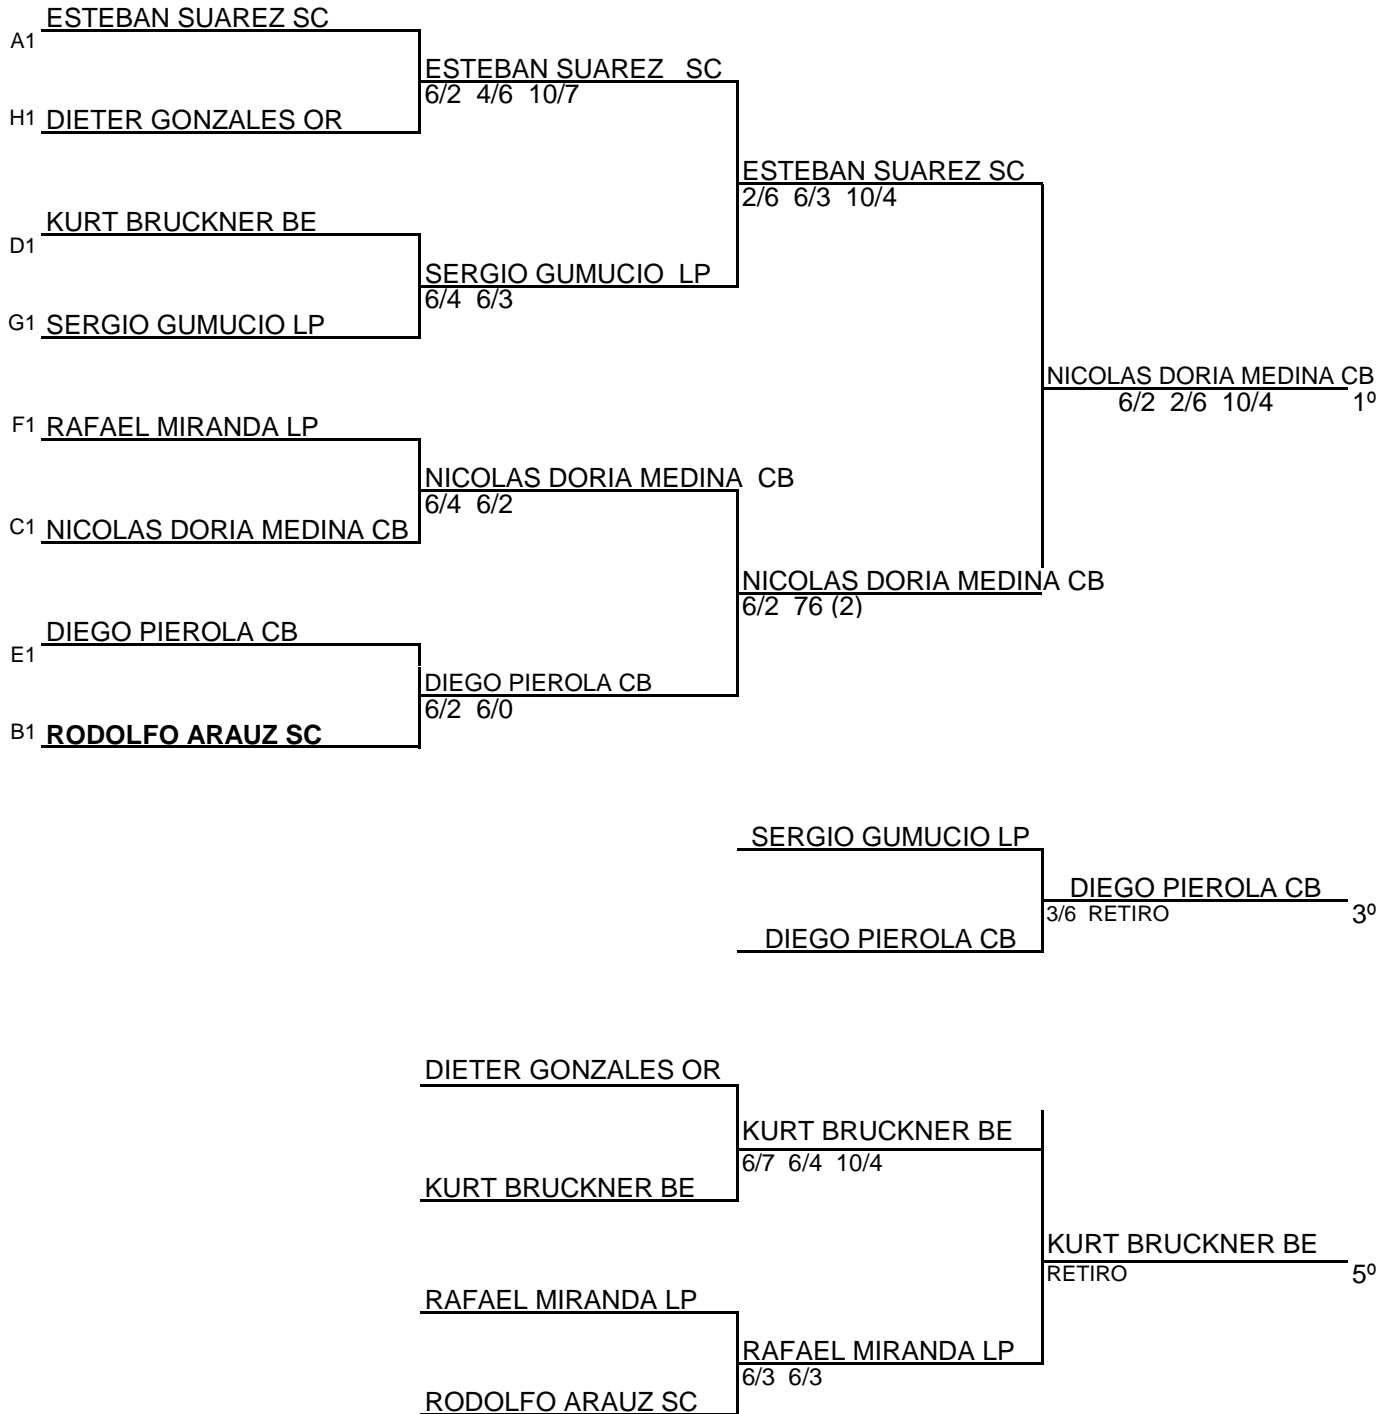 ESTEBAN SUAREZ SC
A1
ESTEBAN SUAREZ SC
6/2 4/6 10/7
H1 DIETER GONZALES OR
ESTEBAN SUAREZ SC
2/6 6/3 10/4
KURT BRUCKNER BE
D1
SERGIO GUMUCIO LP
6/4 6/3
G1 SERGIO GUMUCIO LP
NICOLAS DORIA MEDINA CB
6/2 2/6 10/4 1º
F1 RAFAEL MIRANDA LP
NICOLAS DORIA MEDINA CB
6/4 6/2
C1 NICOLAS DORIA MEDINA CB
NICOLAS DORIA MEDINA CB
6/2 76 (2)
DIEGO PIEROLA CB
E1
DIEGO PIEROLA CB
6/2 6/0
B1 RODOLFO ARAUZ SC
SERGIO GUMUCIO LP
DIEGO PIEROLA CB
3/6 RETIRO 3º
DIEGO PIEROLA CB
DIETER GONZALES OR
KURT BRUCKNER BE
6/7 6/4 10/4
KURT BRUCKNER BE
KURT BRUCKNER BE
RETIRO 5º
RAFAEL MIRANDA LP
RAFAEL MIRANDA LP
6/3 6/3
RODOLFO ARAUZ SC